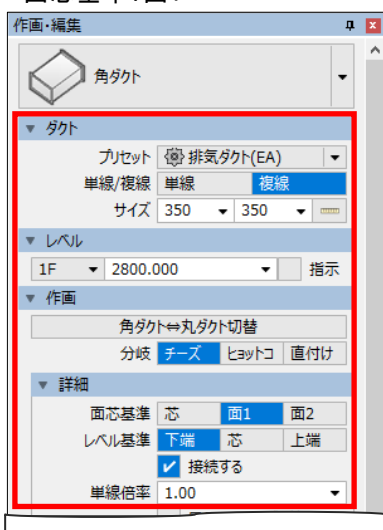 作画・編集
角ダクト
ダクト
プリセット 排気ダクト(EA)
単線/複線 単線 複線
サイズ 350 350
レベル
1F 2800.000 指示
作画
角ダクト⇔丸ダクト切替
分岐 チーズ ヒョットコ 直付け
詳細
面芯基準 芯 面1 面2
レベル基準 下端 芯 上端
接続する
単線倍率 1.00